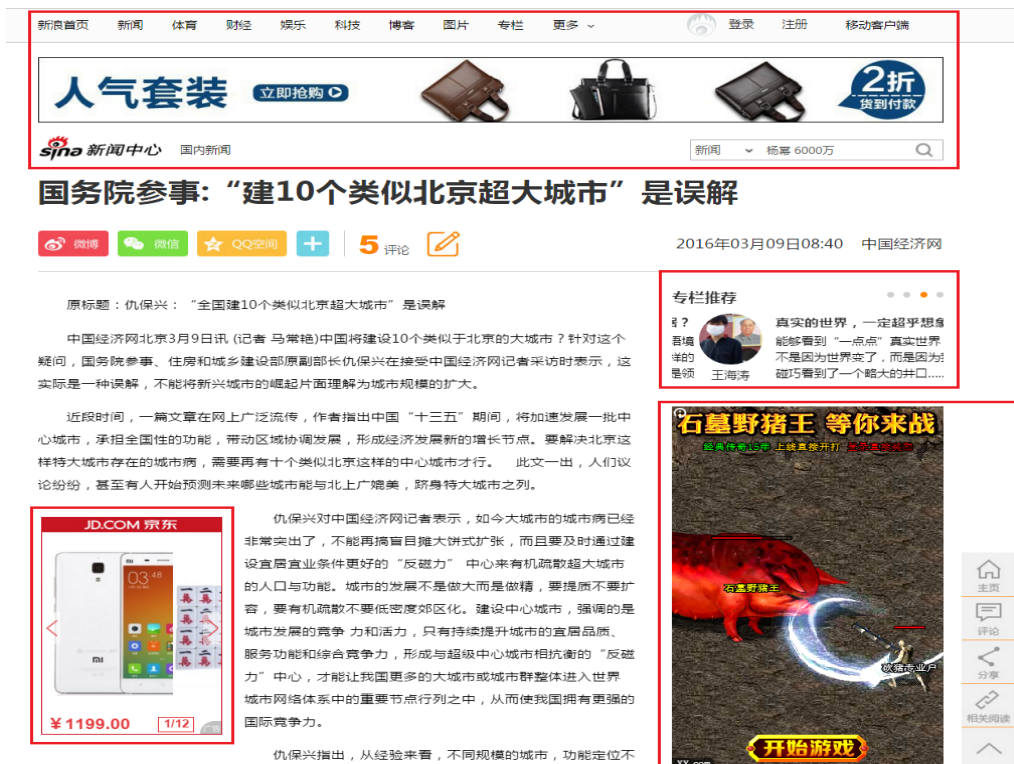 新浪首页 新闻 体育 财经 娱乐 科技 博客 图片 专栏 更多 登录 注册 移动客户端
人气套装 立即抢购 2折 货到付款
sina 新闻中心 国内新闻 新闻 杨幂 6000万
国务院参事:“建10个类似北京超大城市”是误解
微博 微信 QQ空间 5 评论 2016年03月09日08:40 中国经济网
原标题：仇保兴：“全国建10个类似北京超大城市”是误解
中国经济网北京3月9日讯 (记者 马常艳)中国将建设10个类似于北京的大城市？针对这个
疑问，国务院参事、住房和城乡建设部原副部长仇保兴在接受中国经济网记者采访时表示，这
实际是一种误解，不能将新兴城市的崛起片面理解为城市规模的扩大。
近段时间，一篇文章在网上广泛流传，作者指出中国“十三五”期间，将加速发展一批中
心城市，承担全国性的功能，带动区域协调发展，形成经济发展新的增长节点。要解决北京这
样特大城市存在的城市病，需要再有十个类似北京这样的中心城市才行。 此文一出，人们议
论纷纷，甚至有人开始预测未来哪些城市能与北上广媲美，跻身特大城市之列。
JD.COM 京东
03:48
mi
¥1199.00 1/12
仇保兴对中国经济网记者表示，如今大城市的城市病已经
非常突出了，不能再搞盲目摊大饼式扩张，而且要及时通过建
设宜居宜业条件更好的“反磁力” 中心来有机疏散超大城市
的人口与功能。城市的发展不是做大而是做精，要提质不要扩
容，要有机疏散不要低密度郊区化。建设中心城市，强调的是
城市发展的竞争 力和活力，只有持续提升城市的宜居品质、
服务功能和综合竞争力，形成与超级中心城市相抗衡的“反磁
力”中心，才能让我国更多的大城市或城市群整体进入世界
城市网络体系中的重要节点行列之中，从而使我国拥有更强的
国际竞争力。
仇保兴指出，从经验来看，不同规模的城市，功能定位不
专栏推荐
？
语境
样的
是领
王海涛
真实的世界，一定超乎想象
能够看到“一点点”真实世界
不是因为世界变了，而是因为
碰巧看到了一个略大的井口.....
石墓野猪王 等你来战
经典传奇15年 上线直接开打
石墓野猪王
砍猪专业户
开始游戏
XX.com
主页
评论
分享
相关阅读